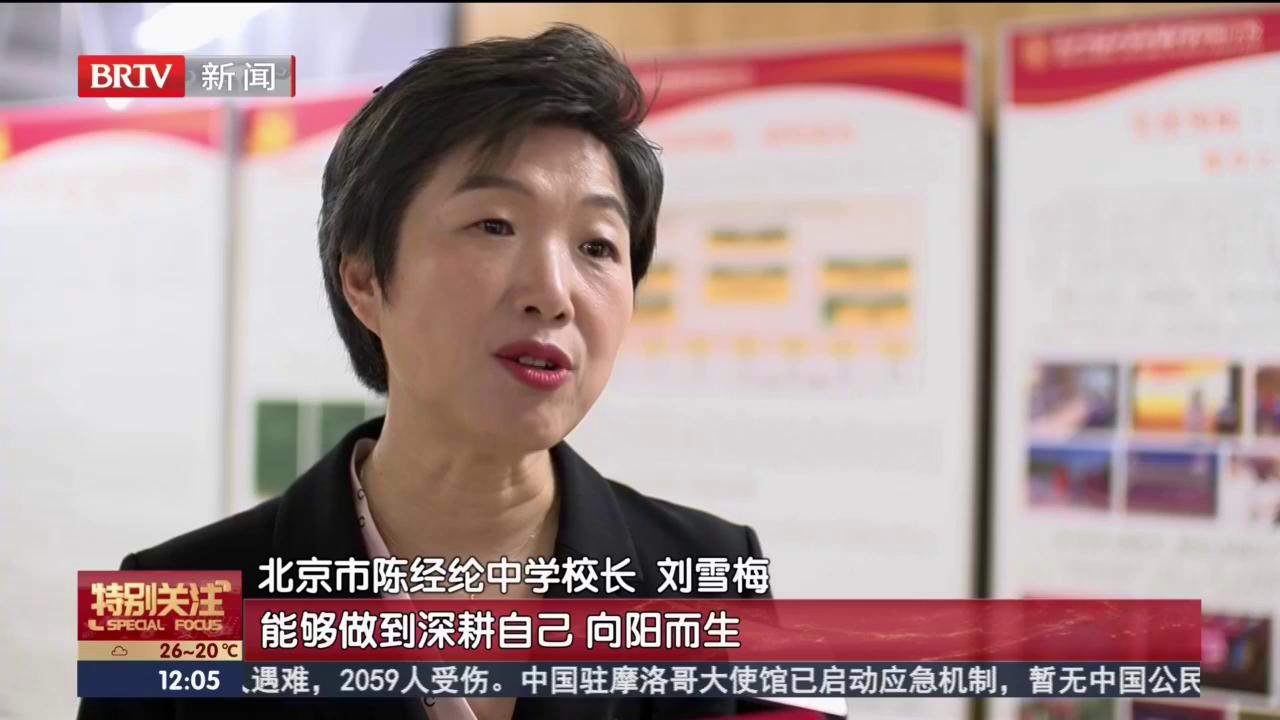 BRTV 新闻
北京市陈经纶中学校长 刘雪梅
特别关注
SPECIAL FOCUS
能够做到深耕自己 向阳而生
26~20℃
12:05
遇难，2059人受伤。中国驻摩洛哥大使馆已启动应急机制，暂无中国公民